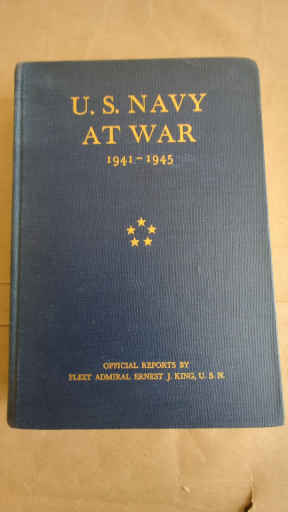 U. S. NAVY
AT WAR
1941-1945
OFFICIAL REPORTS BY
FLEET ADMIRAL ERNEST J. KING, U. S. N.